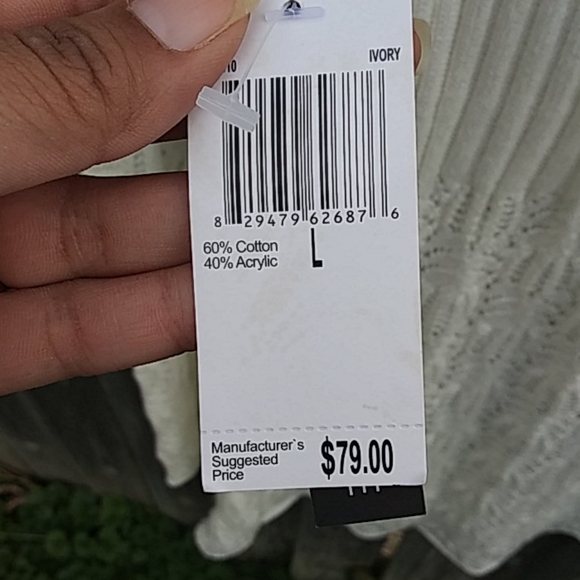 IVORY
8 29479 62687 6
60% Cotton
40% Acrylic
L
Manufacturer`s
Suggested
Price
$79.00